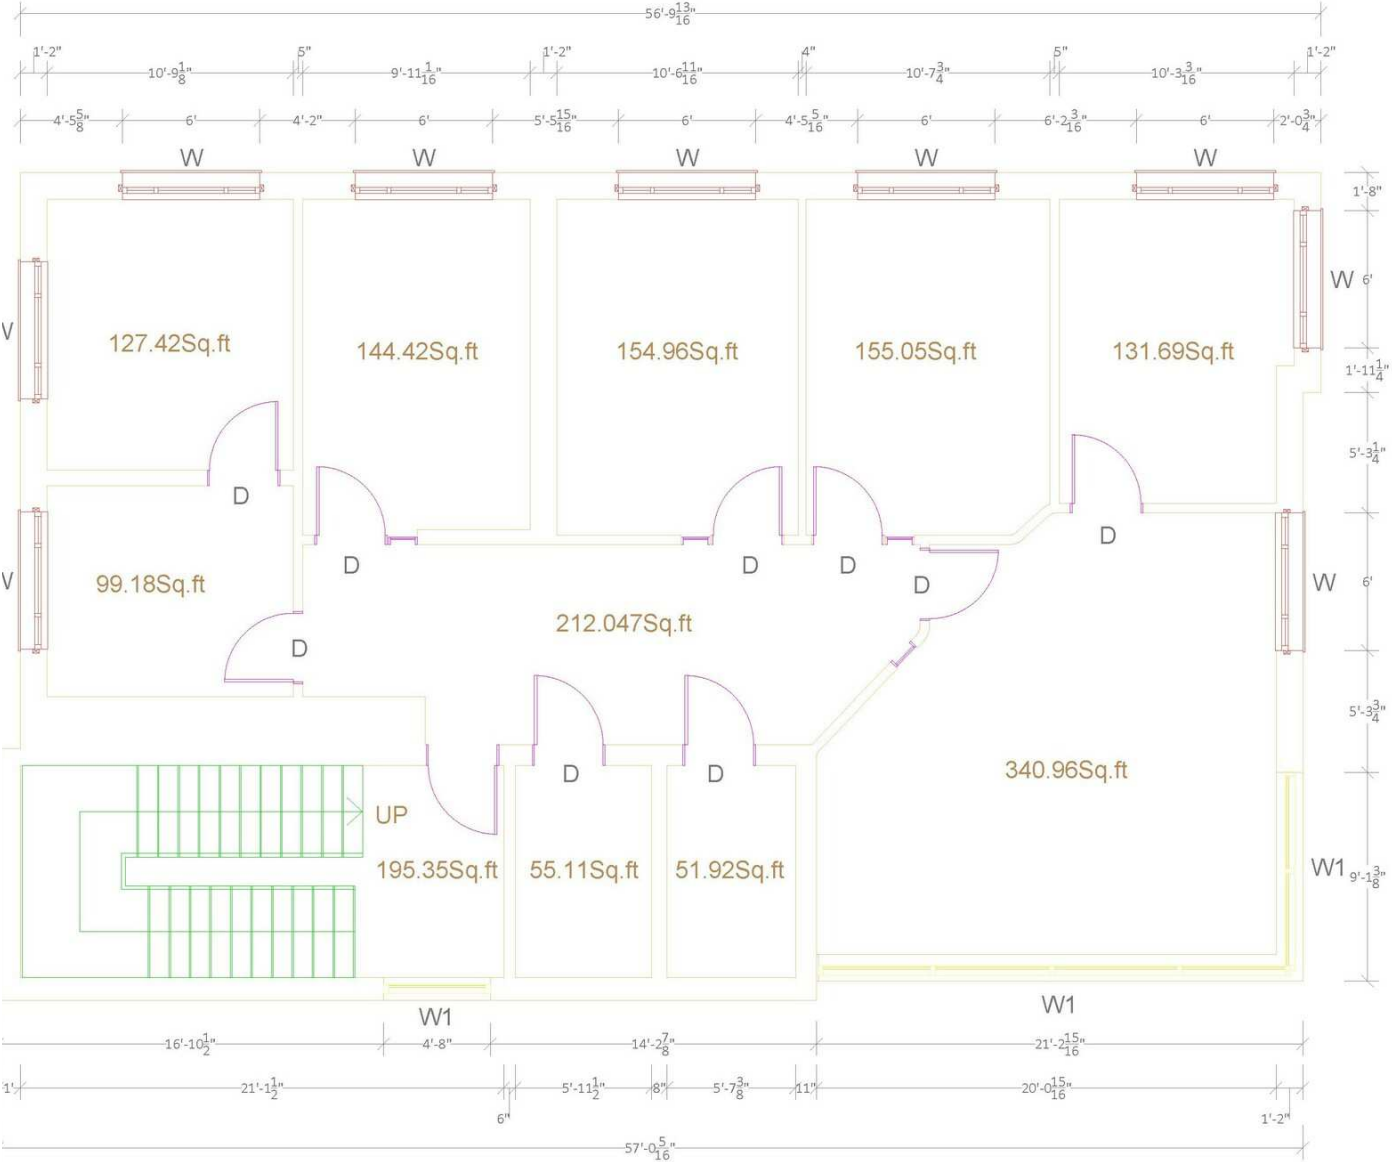 56'-9 13/16"
1'-2" 5" 1'-2" 4" 5" 1'-2"
10'-9 1/8" 9'-11 1/16" 10'-6 11/16" 10'-7 3/4" 10'-3 3/16"
4'-5 5/8" 6' 4'-2" 6' 5'-5 15/16" 6' 4'-5 5/16" 6' 6'-2 3/16" 6' 2'-0 3/4"
W W W W W
1'-8"
W 6'
W
127.42Sq.ft 144.42Sq.ft 154.96Sq.ft 155.05Sq.ft 131.69Sq.ft
1'-11 1/4"
5'-3 1/4"
D
D
D D D
W 99.18Sq.ft D W 6'
212.047Sq.ft
D
5'-3 3/4"
D D 340.96Sq.ft
UP
195.35Sq.ft 55.11Sq.ft 51.92Sq.ft W1 9'-1 3/8"
W1 W1
16'-10 1/2" 4'-8" 14'-2 7/8" 21'-2 15/16"
1' 21'-1 1/2" 5'-11 1/2" 8" 5'-7 3/8" 11" 20'-0 15/16"
6" 1'-2"
57'-0 5/16"